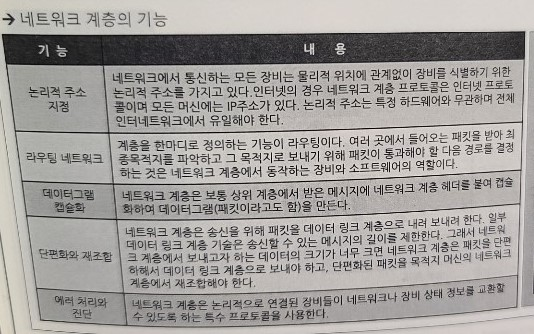 → 네트워크 계층의 기능
기 능
내 용
논리적 주소
지정
네트워크에서 통신하는 모든 장비는 물리적 위치에 관계없이 장비를 식별하기 위한
논리적 주소를 가지고 있다.인터넷의 경우 네트워크 계층 프로토콜은인터넷 프로토
콜이며 모든 머신에는 IP주소가 있다. 논리적 주소는 특정 하드웨어와 무관하며 전체
인터네트워크에서 유일해야 한다.
라우팅 네트워크
계층을 한마디로 정의하는 기능이 라우팅이다. 여러 곳에서 들어오는 패킷을 받아 최
종목적지를 파악하고 그 목적지로 보내기 위해 패킷이 통과해야 할 다음 경로를 결정
하는 것은 네트워크 계층에서 동작하는 장비와 소프트웨어의 역할이다.
데이터그램
캡슐화
네트워크 계층은 보통 상위 계층에서 받은 메시지에 네트워크 계층 헤더를 붙여 캡슐
화하여 데이터그램(패킷이라고도 함)을 만든다.
단편화와 재조합
네트워크 계층은 송신을 위해 패킷을 데이터 링크 계층으로 내려 보내려 한다. 일부
데이터 링크 계층 기술은 송신할 수 있는 메시지의 길이를 제한한다. 그래서 네트워
크 계층에서 보내고자 하는 데이터의 크기가 너무 크면 네트워크 계층은 패킷을 단편
하해서 데이터 링크 계층으로 보내야 하고, 단편화된 패킷을 목적지 머신의 네트워크
계층에서 재조합해야 한다.
에러 처리와
진단
네트워크 계층은 논리적으로 연결된 장비들이 네트워크나 장비 상태 정보를 교환할
수 있도록 하는 특수 프로토콜을 사용한다.